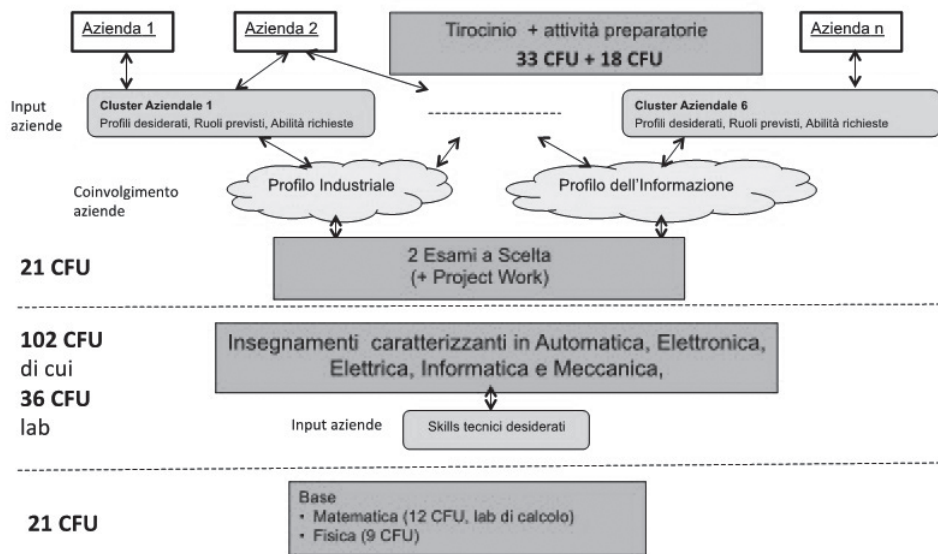 Azienda 1
Azienda 2
Tirocinio + attività preparatorie
33 CFU + 18 CFU
Azienda n
Input
aziende
Cluster Aziendale 1
Profili desiderati, Ruoli previsti, Abilità richieste
Cluster Aziendale 6
Profili desiderati, Ruoli previsti, Abilità richieste
Coinvolgimento
aziende
Profilo Industriale
Profilo dell'Informazione
21 CFU
2 Esami a Scelta
(+ Project Work)
102 CFU
di cui
36 CFU
lab
Insegnamenti caratterizzanti in Automatica, Elettronica,
Elettrica, Informatica e Meccanica,
Input aziende
Skills tecnici desiderati
21 CFU
Base
• Matematica (12 CFU, lab di calcolo)
• Fisica (9 CFU)